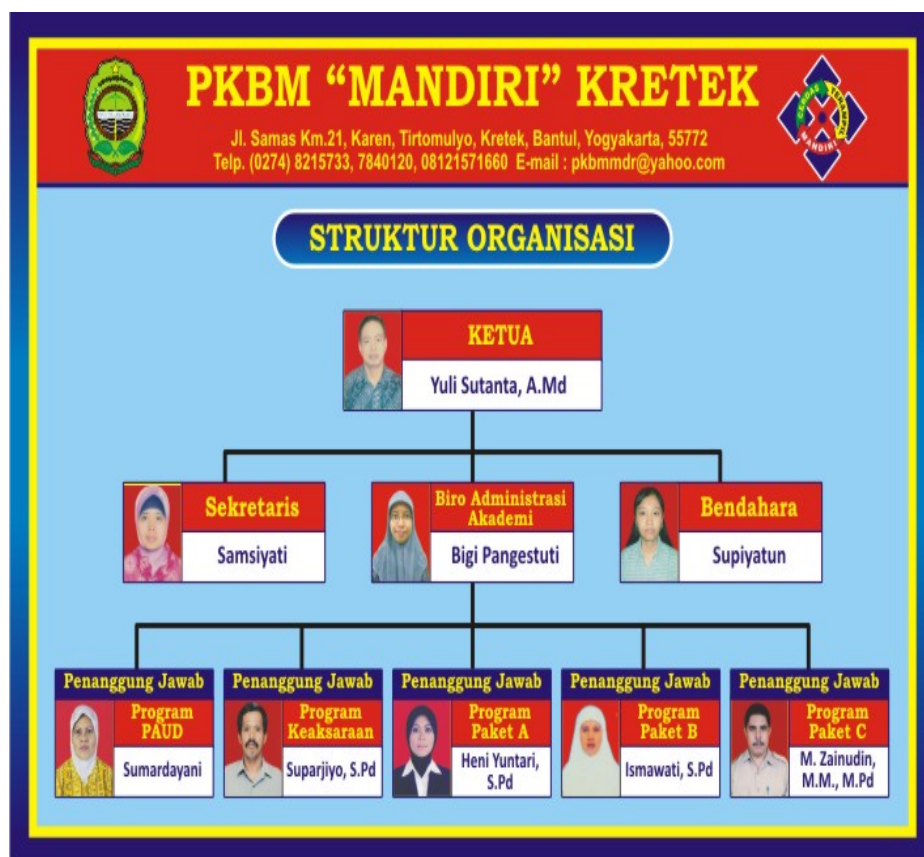 PKBM “MANDIRI” KRETEK
Jl. Samas Km.21, Karen, Tirtomulyo, Kretek, Bantul, Yogyakarta, 55772
Telp. (0274) 8215733, 7840120, 08121571660 E-mail : pkbmmdr@yahoo.com
CERDAS
TERAMPIL
MANDIRI
STRUKTUR ORGANISASI
KETUA
Yuli Sutanta, A.Md
Sekretaris
Samsiyati
Biro Administrasi
Akademi
Bigi Pangestuti
Bendahara
Supiyatun
Penanggung Jawab
Program
PAUD
Sumardayani
Penanggung Jawab
Program
Keaksaraan
Suparjiyo, S.Pd
Penanggung Jawab
Program
Paket A
Heni Yuntari,
S.Pd
Penanggung Jawab
Program
Paket B
Ismawati, S.Pd
Penanggung Jawab
Program
Paket C
M. Zainudin,
M.M., M.Pd